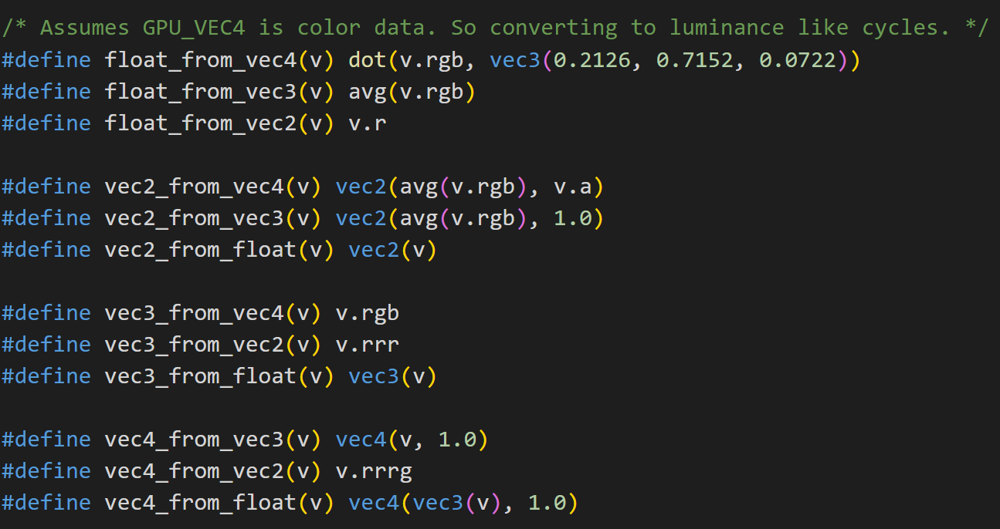 /* Assumes GPU_VEC4 is color data. So converting to luminance like cycles. */
#define float_from_vec4(v) dot(v.rgb, vec3(0.2126, 0.7152, 0.0722))
#define float_from_vec3(v) avg(v.rgb)
#define float_from_vec2(v) v.r
#define vec2_from_vec4(v) vec2(avg(v.rgb), v.a)
#define vec2_from_vec3(v) vec2(avg(v.rgb), 1.0)
#define vec2_from_float(v) vec2(v)
#define vec3_from_vec4(v) v.rgb
#define vec3_from_vec2(v) v.rrr
#define vec3_from_float(v) vec3(v)
#define vec4_from_vec3(v) vec4(v, 1.0)
#define vec4_from_vec2(v) v.rrrg
#define vec4_from_float(v) vec4(vec3(v), 1.0)